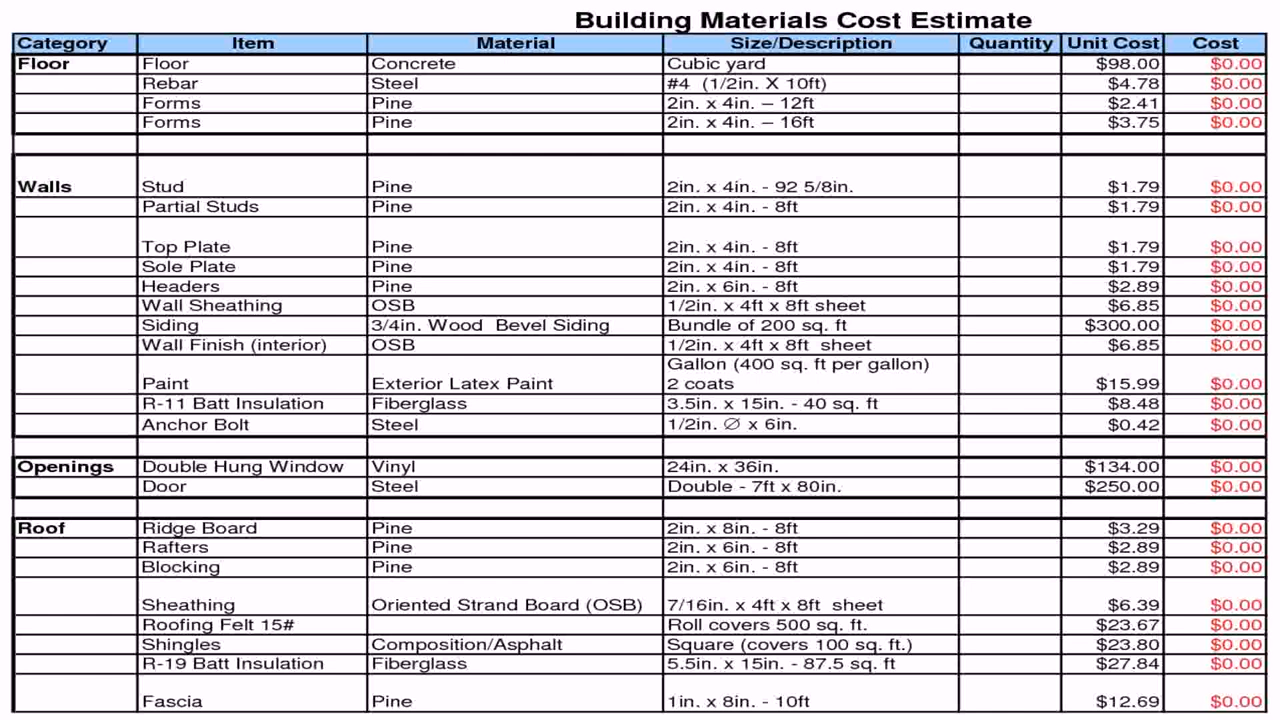 Building Materials Cost Estimate
Category Item Material Size/Description Quantity Unit Cost Cost
Floor Floor Concrete Cubic yard $98.00 $0.00
Rebar Steel #4 (1/2in. X 10ft) $4.78 $0.00
Forms Pine 2in. x 4in. – 12ft $2.41 $0.00
Forms Pine 2in. x 4in. – 16ft $3.75 $0.00
Walls Stud Pine 2in. x 4in. - 92 5/8in. $1.79 $0.00
Partial Studs Pine 2in. x 4in. - 8ft $1.79 $0.00
Top Plate Pine 2in. x 4in. - 8ft $1.79 $0.00
Sole Plate Pine 2in. x 4in. - 8ft $1.79 $0.00
Headers Pine 2in. x 6in. - 8ft $2.89 $0.00
Wall Sheathing OSB 1/2in. x 4ft x 8ft sheet $6.85 $0.00
Siding 3/4in. Wood Bevel Siding Bundle of 200 sq. ft $300.00 $0.00
Wall Finish (interior) OSB 1/2in. x 4ft x 8ft sheet $6.85 $0.00
Gallon (400 sq. ft per gallon)
Paint Exterior Latex Paint 2 coats $15.99 $0.00
R-11 Batt Insulation Fiberglass 3.5in. x 15in. - 40 sq. ft $8.48 $0.00
Anchor Bolt Steel 1/2in. ∅ x 6in. $0.42 $0.00
Openings Double Hung Window Vinyl 24in. x 36in. $134.00 $0.00
Door Steel Double - 7ft x 80in. $250.00 $0.00
Roof Ridge Board Pine 2in. x 8in. - 8ft $3.29 $0.00
Rafters Pine 2in. x 6in. - 8ft $2.89 $0.00
Blocking Pine 2in. x 6in. - 8ft $2.89 $0.00
Sheathing Oriented Strand Board (OSB) 7/16in. x 4ft x 8ft sheet $6.39 $0.00
Roofing Felt 15# Roll covers 500 sq. ft. $23.67 $0.00
Shingles Composition/Asphalt Square (covers 100 sq. ft.) $23.80 $0.00
R-19 Batt Insulation Fiberglass 5.5in. x 15in. - 87.5 sq. ft $27.84 $0.00
Fascia Pine 1in. x 8in. - 10ft $12.69 $0.00